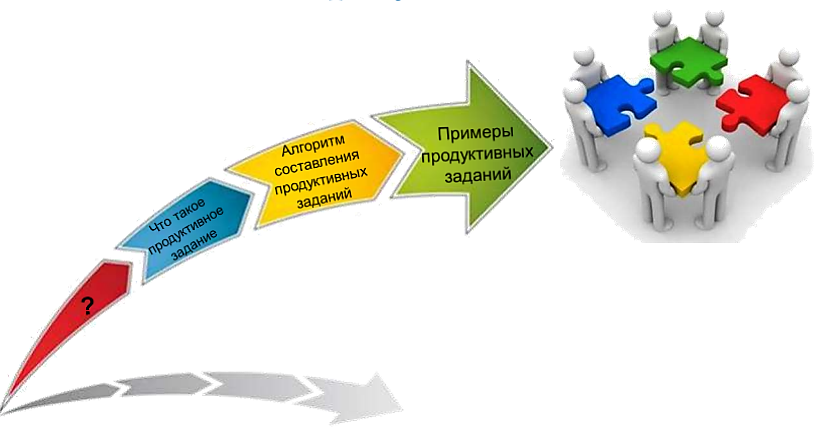 ?
Что такое
продуктивное
задание
Алгоритм
составления
продуктивных
заданий
Примеры
продуктивных
заданий